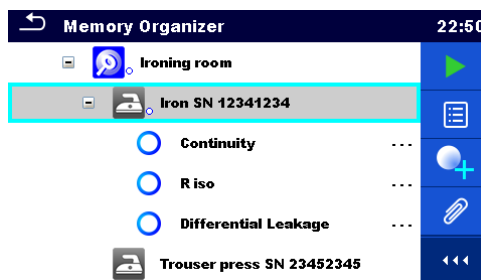 Memory Organizer 22:50
Ironing room
Iron SN 12341234
Continuity ---
R iso ---
Differential Leakage ---
Trouser press SN 23452345